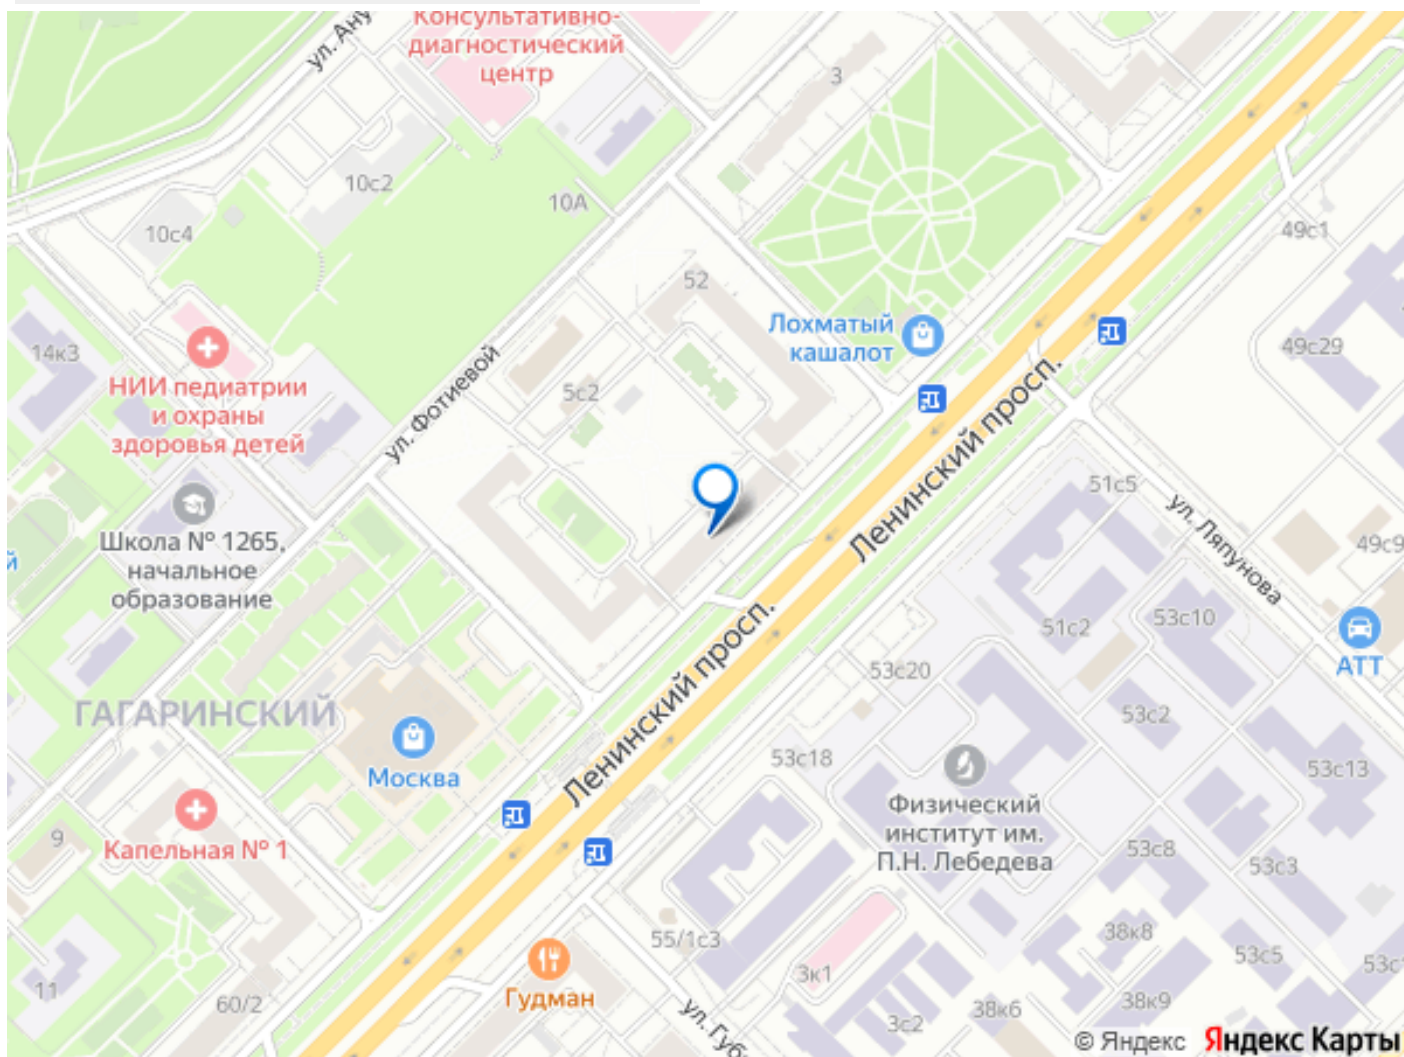 Консультативно-
диагностический
центр
ул. Ану
3
10с2
10А
10с4
49с1
52
Лохматый
кашалот
14к3
49с29
НИИ педиатрии
и охраны
здоровья детей
5с2
ул. Фотиевой
Ленинский просп.
51с5
ул. Ляпунова
49с9
Школа № 1265,
начальное
образование
й
51с2
53с10
АТТ
53с20
ГАГАРИНСКИЙ
Ленинский просп.
53с2
Москва
53с18
53с13
Физический
институт им.
П.Н. Лебедева
9
Капельная № 1
53с8
53с3
55/1с3
38к8
53с5
53с1
3к1
11
60/2
Гудман
ул. Губ
3с2
38к6
38к9
© Яндекс Яндекс Карты